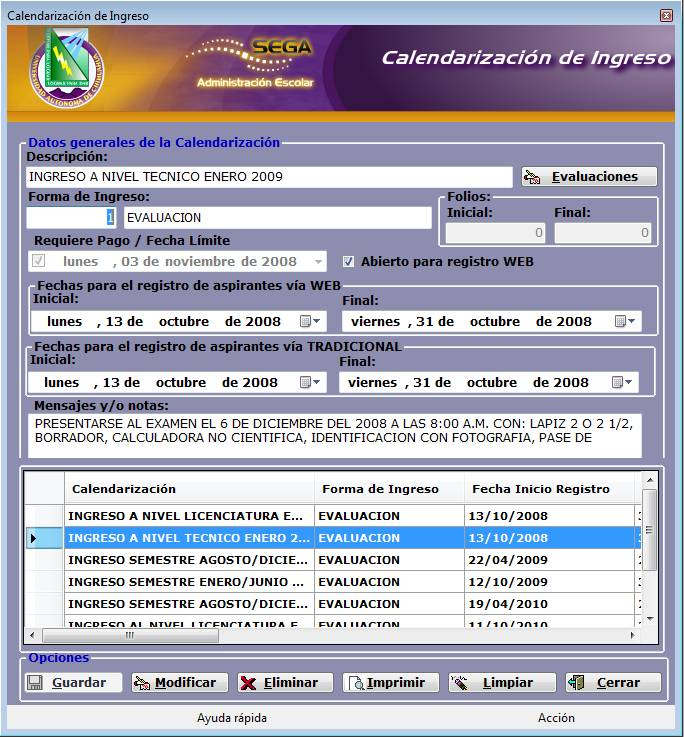 Calendarización de Ingreso
SEGA
Administración Escolar
Calendarización de Ingreso
Datos generales de la Calendarización
Descripción:
INGRESO A NIVEL TECNICO ENERO 2009
Evaluaciones
Forma de Ingreso:
1 EVALUACION
Folios:
Inicial: Final:
0 0
Requiere Pago / Fecha Límite
lunes , 03 de noviembre de 2008
Abierto para registro WEB
Fechas para el registro de aspirantes vía WEB
Inicial: Final:
lunes , 13 de octubre de 2008 viernes , 31 de octubre de 2008
Fechas para el registro de aspirantes vía TRADICIONAL
Inicial: Final:
lunes , 13 de octubre de 2008 viernes , 31 de octubre de 2008
Mensajes y/o notas:
PRESENTARSE AL EXAMEN EL 6 DE DICIEMBRE DEL 2008 A LAS 8:00 A.M. CON: LAPIZ 2 O 2 1/2,
BORRADOR, CALCULADORA NO CIENTIFICA, IDENTIFICACION CON FOTOGRAFIA, PASE DE
Calendarización Forma de Ingreso Fecha Inicio Registro
INGRESO A NIVEL LICENCIATURA E... EVALUACION 13/10/2008
INGRESO A NIVEL TECNICO ENERO 2... EVALUACION 13/10/2008
INGRESO SEMESTRE AGOSTO/DICIE... EVALUACION 22/04/2009
INGRESO SEMESTRE ENERO/JUNIO ... EVALUACION 12/10/2009
INGRESO SEMESTRE AGOSTO/DICIE... EVALUACION 19/04/2010
INGRESO AL NIVEL LICENCIATURA E... EVALUACION 11/10/2010
Opciones
Guardar Modificar Eliminar Imprimir Limpiar Cerrar
Ayuda rápida Acción